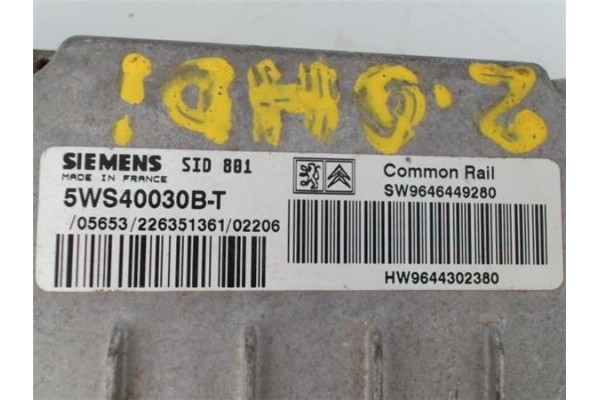 2.0HDi
SIEMENS SID 801
MADE IN FRANCE
5WS40030B-T
/05653/226351361/02206
Common Rail
SW9646449280
HW9644302380